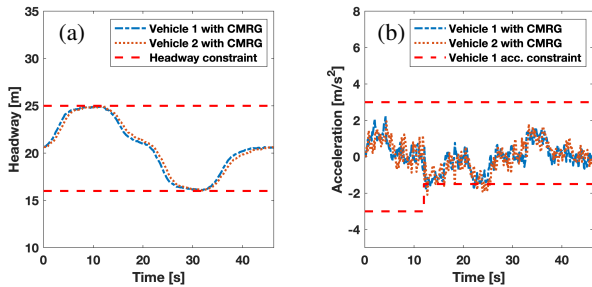 (a)
Vehicle 1 with CMRG
Vehicle 2 with CMRG
Headway constraint
35
30
25
20
15
10
Headway [m]
0
10
20
30
40
Time [s]
(b)
Vehicle 1 with CMRG
Vehicle 2 with CMRG
Vehicle 1 acc. constraint
8
6
4
2
0
-2
-4
Acceleration [m/s2]
0
10
20
30
40
Time [s]